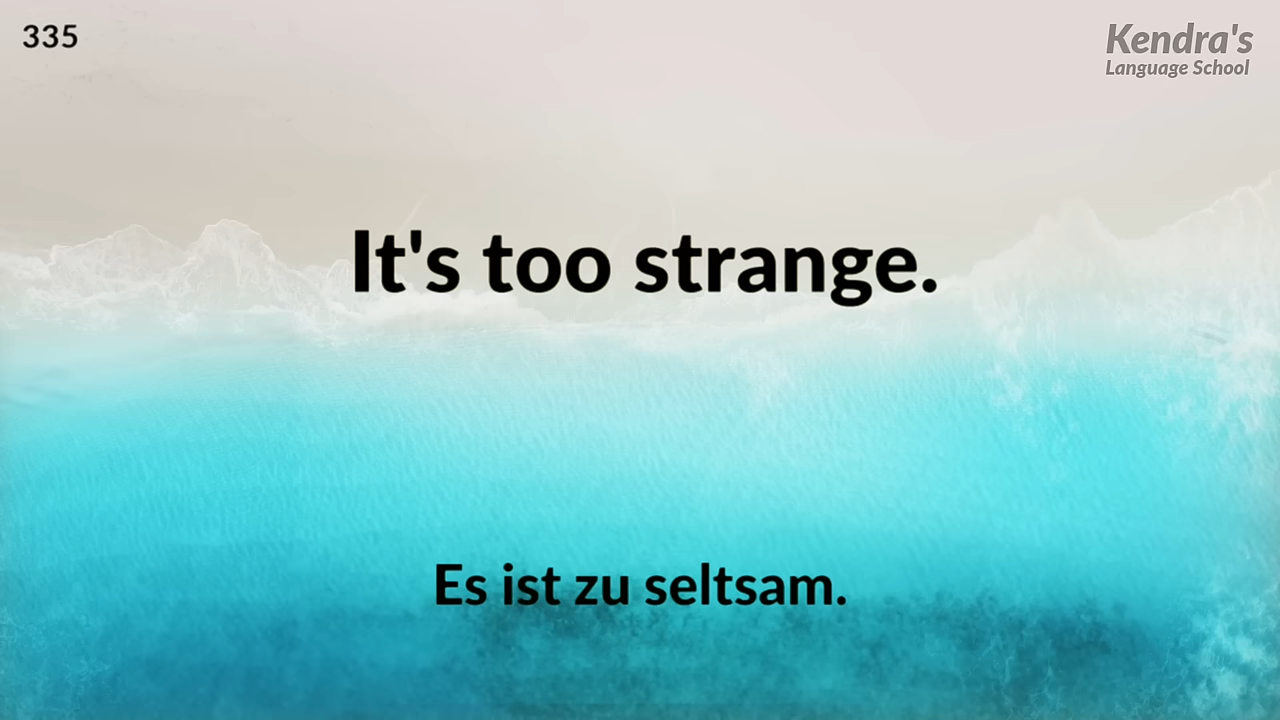 335
Kendra's
Language School
It's too strange.
Es ist zu seltsam.